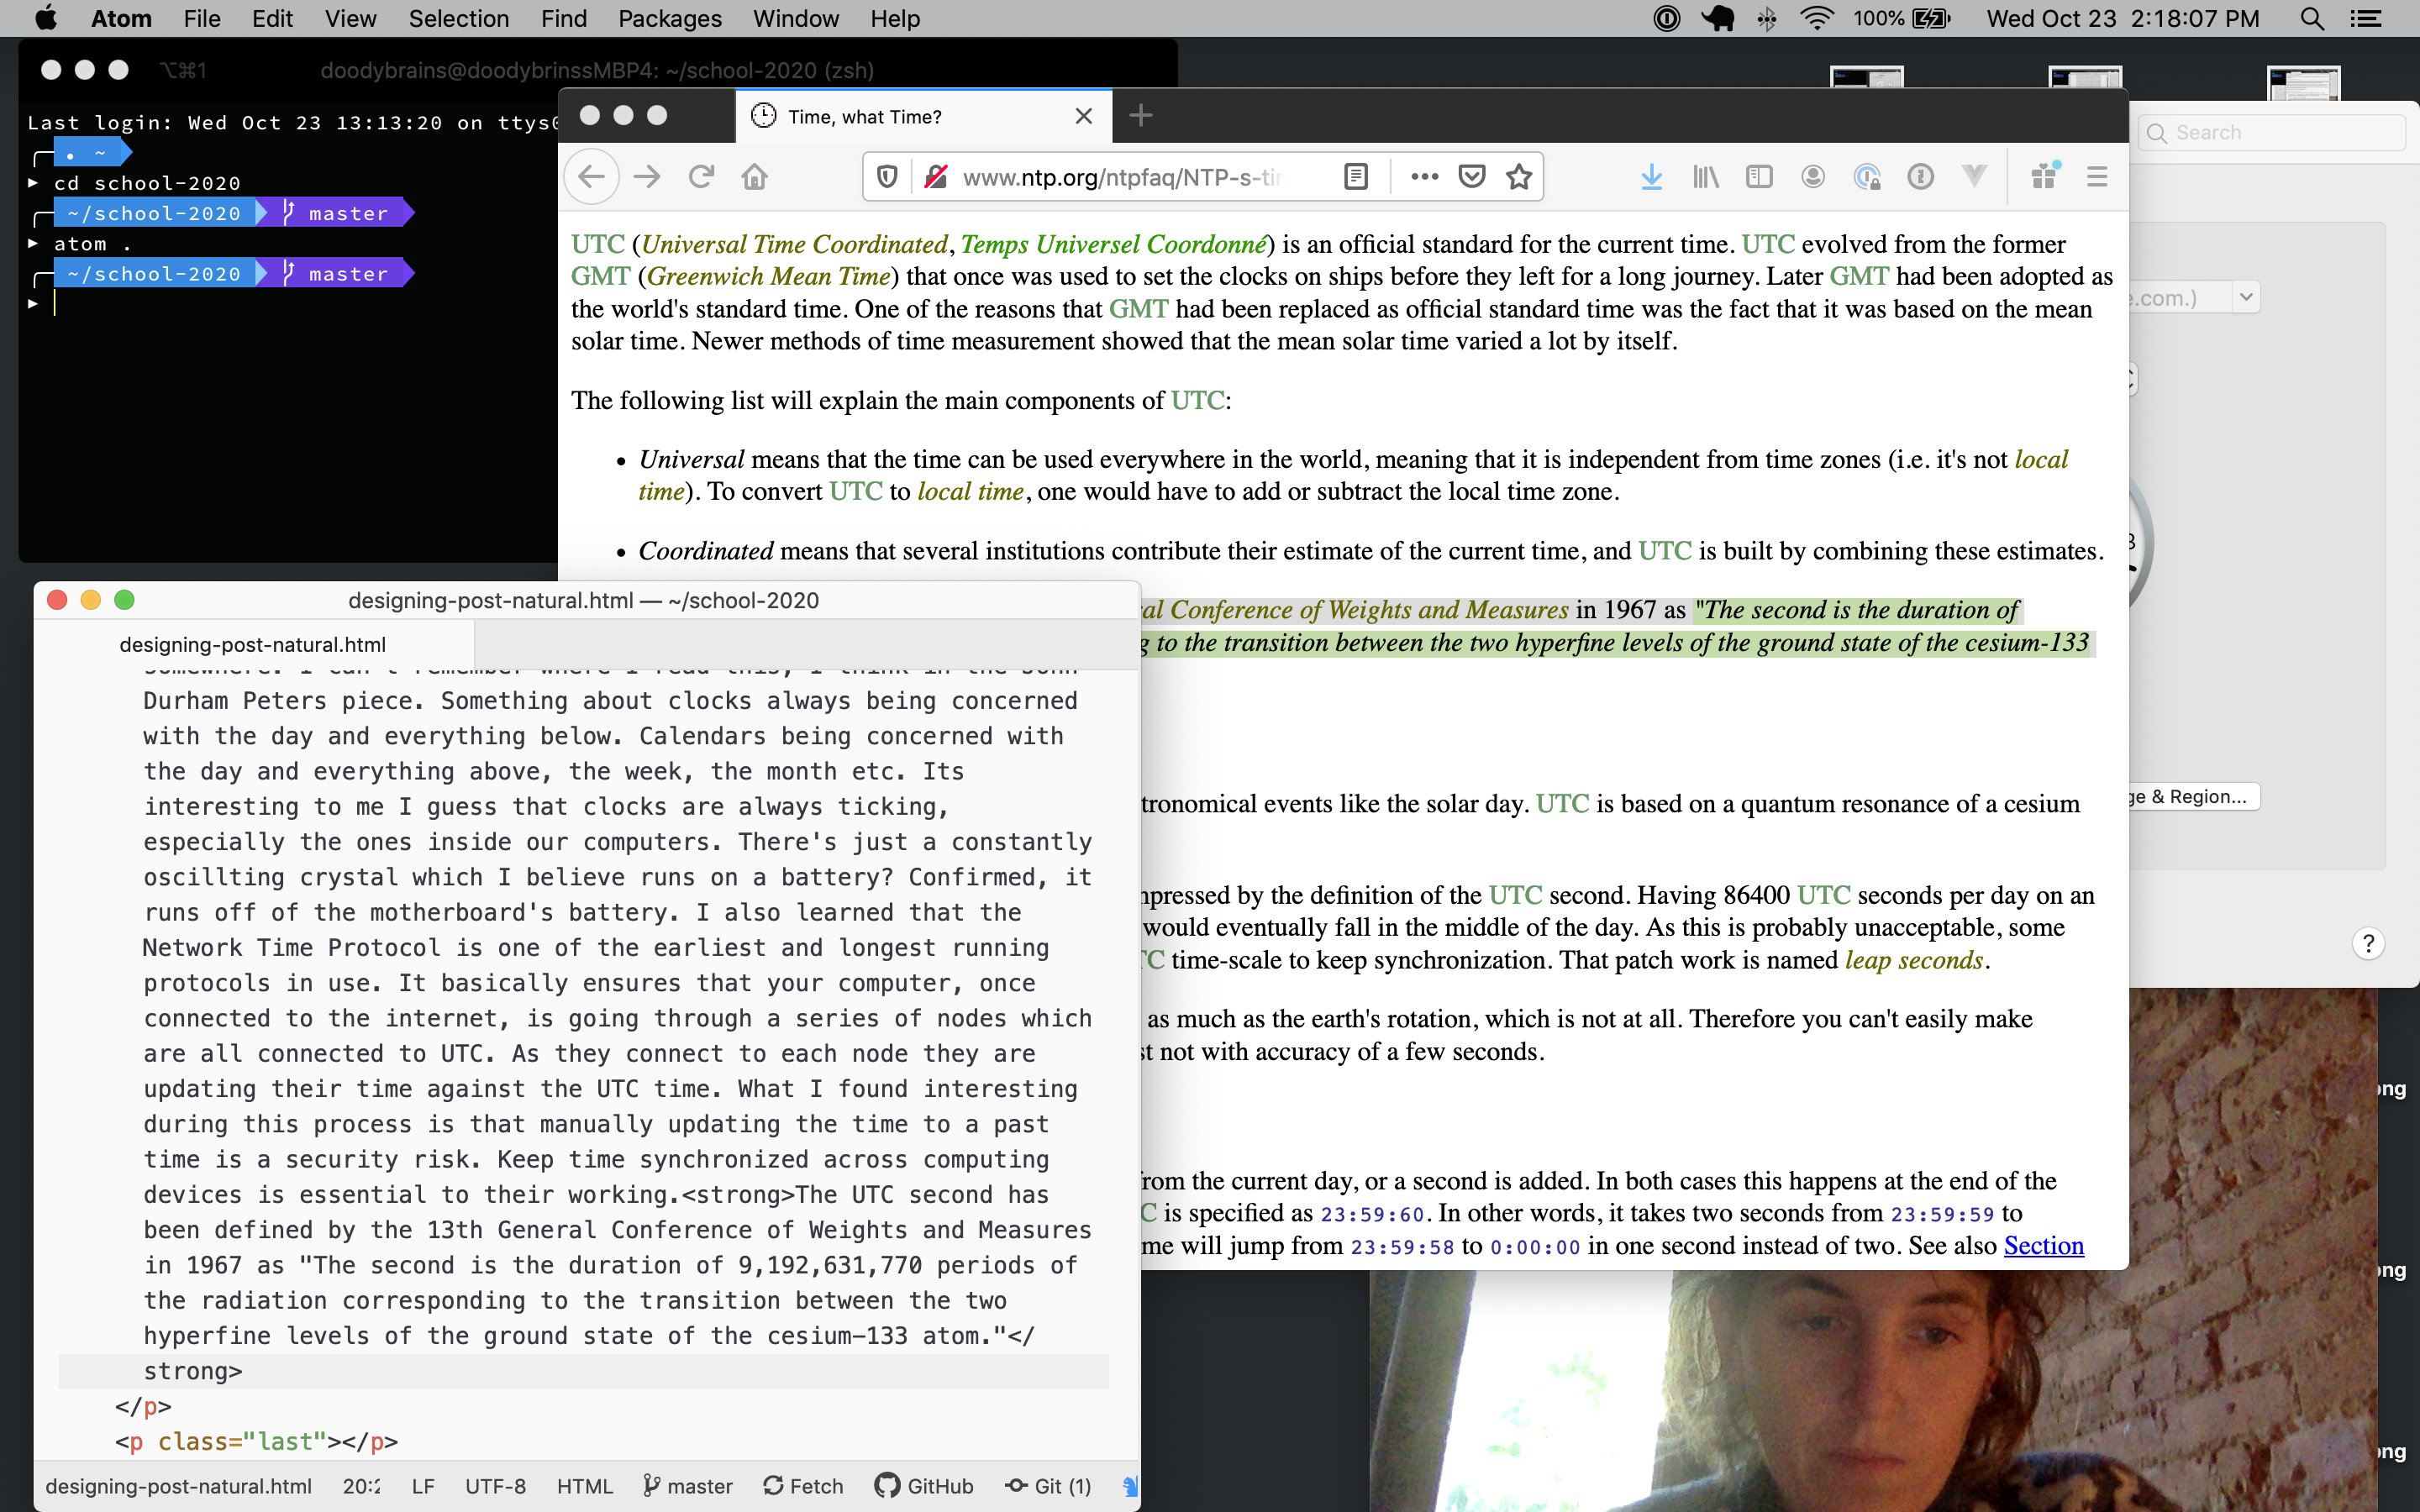 Atom File Edit View Selection Find Packages Window Help
100% Wed Oct 23 2:18:07 PM
⌥⌘1 doodybrains@doodybrinssMBP4: ~/school-2020 (zsh)
Last login: Wed Oct 23 13:13:20 on
~
cd school-2020
~/school-2020 master
atom .
~/school-2020 master
Time, what Time?
www.ntp.org/ntpfaq/NTP-s-ti
UTC (Universal Time Coordinated, Temps Universel Coordonné) is an official standard for the current time. UTC evolved from the former
GMT (Greenwich Mean Time) that once was used to set the clocks on ships before they left for a long journey. Later GMT had been adopted as
the world's standard time. One of the reasons that GMT had been replaced as official standard time was the fact that it was based on the mean
solar time. Newer methods of time measurement showed that the mean solar time varied a lot by itself.
The following list will explain the main components of UTC:
• Universal means that the time can be used everywhere in the world, meaning that it is independent from time zones (i.e. it's not local
time). To convert UTC to local time, one would have to add or subtract the local time zone.
• Coordinated means that several institutions contribute their estimate of the current time, and UTC is built by combining these estimates.
al Conference of Weights and Measures in 1967 as "The second is the duration of
g to the transition between the two hyperfine levels of the ground state of the cesium-133
tronomical events like the solar day. UTC is based on a quantum resonance of a cesium
pressed by the definition of the UTC second. Having 86400 UTC seconds per day on an
would eventually fall in the middle of the day. As this is probably unacceptable, some
TC time-scale to keep synchronization. That patch work is named leap seconds.
as much as the earth's rotation, which is not at all. Therefore you can't easily make
st not with accuracy of a few seconds.
from the current day, or a second is added. In both cases this happens at the end of the
C is specified as 23:59:60. In other words, it takes two seconds from 23:59:59 to
me will jump from 23:59:58 to 0:00:00 in one second instead of two. See also Section
Search
e.com.)
3
ge & Region...
?
designing-post-natural.html — ~/school-2020
designing-post-natural.html
somewhere. I can't remember where I read this, I think in the John
Durham Peters piece. Something about clocks always being concerned
with the day and everything below. Calendars being concerned with
the day and everything above, the week, the month etc. Its
interesting to me I guess that clocks are always ticking,
especially the ones inside our computers. There's just a constantly
oscillting crystal which I believe runs on a battery? Confirmed, it
runs off of the motherboard's battery. I also learned that the
Network Time Protocol is one of the earliest and longest running
protocols in use. It basically ensures that your computer, once
connected to the internet, is going through a series of nodes which
are all connected to UTC. As they connect to each node they are
updating their time against the UTC time. What I found interesting
during this process is that manually updating the time to a past
time is a security risk. Keep time synchronized across computing
devices is essential to their working.<strong>The UTC second has
been defined by the 13th General Conference of Weights and Measures
in 1967 as "The second is the duration of 9,192,631,770 periods of
the radiation corresponding to the transition between the two
hyperfine levels of the ground state of the cesium-133 atom."</
strong>
</p>
<p class="last"></p>
designing-post-natural.html 20:2 LF UTF-8 HTML master Fetch GitHub Git (1)
ong
ong
ong